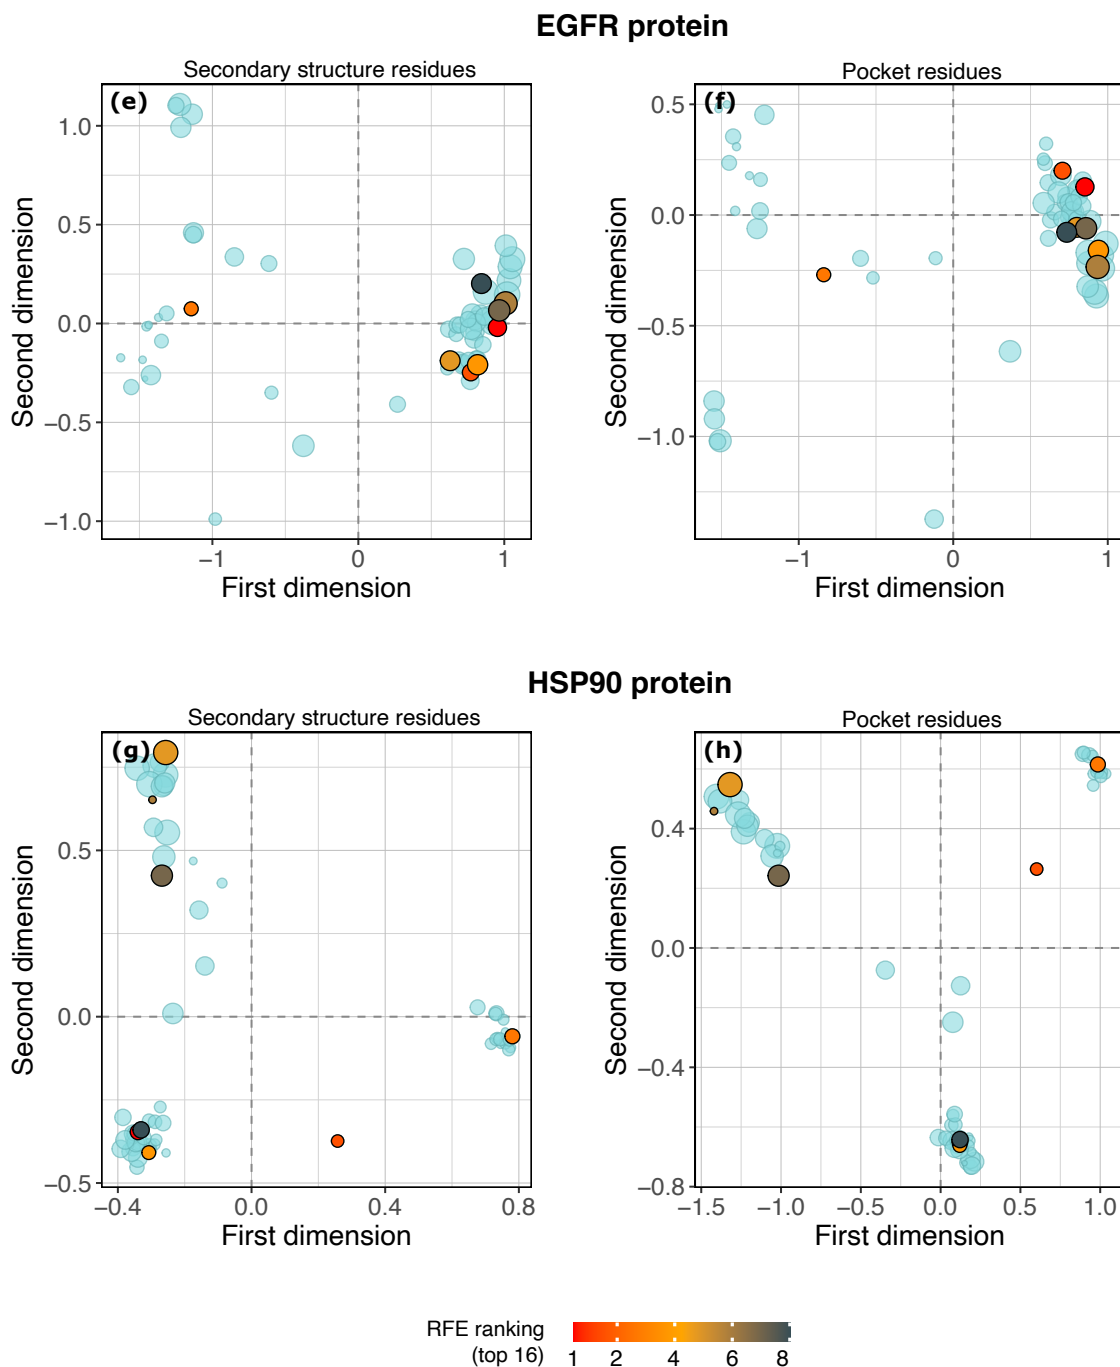 EGFR protein
Secondary structure residues
(e)
1.0
0.5
0.0
−0.5
−1.0
Second dimension
−1
0
1
First dimension
Pocket residues
(f)
0.5
0.0
−0.5
−1.0
Second dimension
−1
0
1
First dimension
HSP90 protein
Secondary structure residues
(g)
0.5
0.0
−0.5
Second dimension
−0.4
0.0
0.4
0.8
First dimension
Pocket residues
(h)
0.4
0.0
−0.4
−0.8
Second dimension
−1.5
−1.0
−0.5
0.0
0.5
1.0
First dimension
RFE ranking
(top 16)
1 2 4 6 8